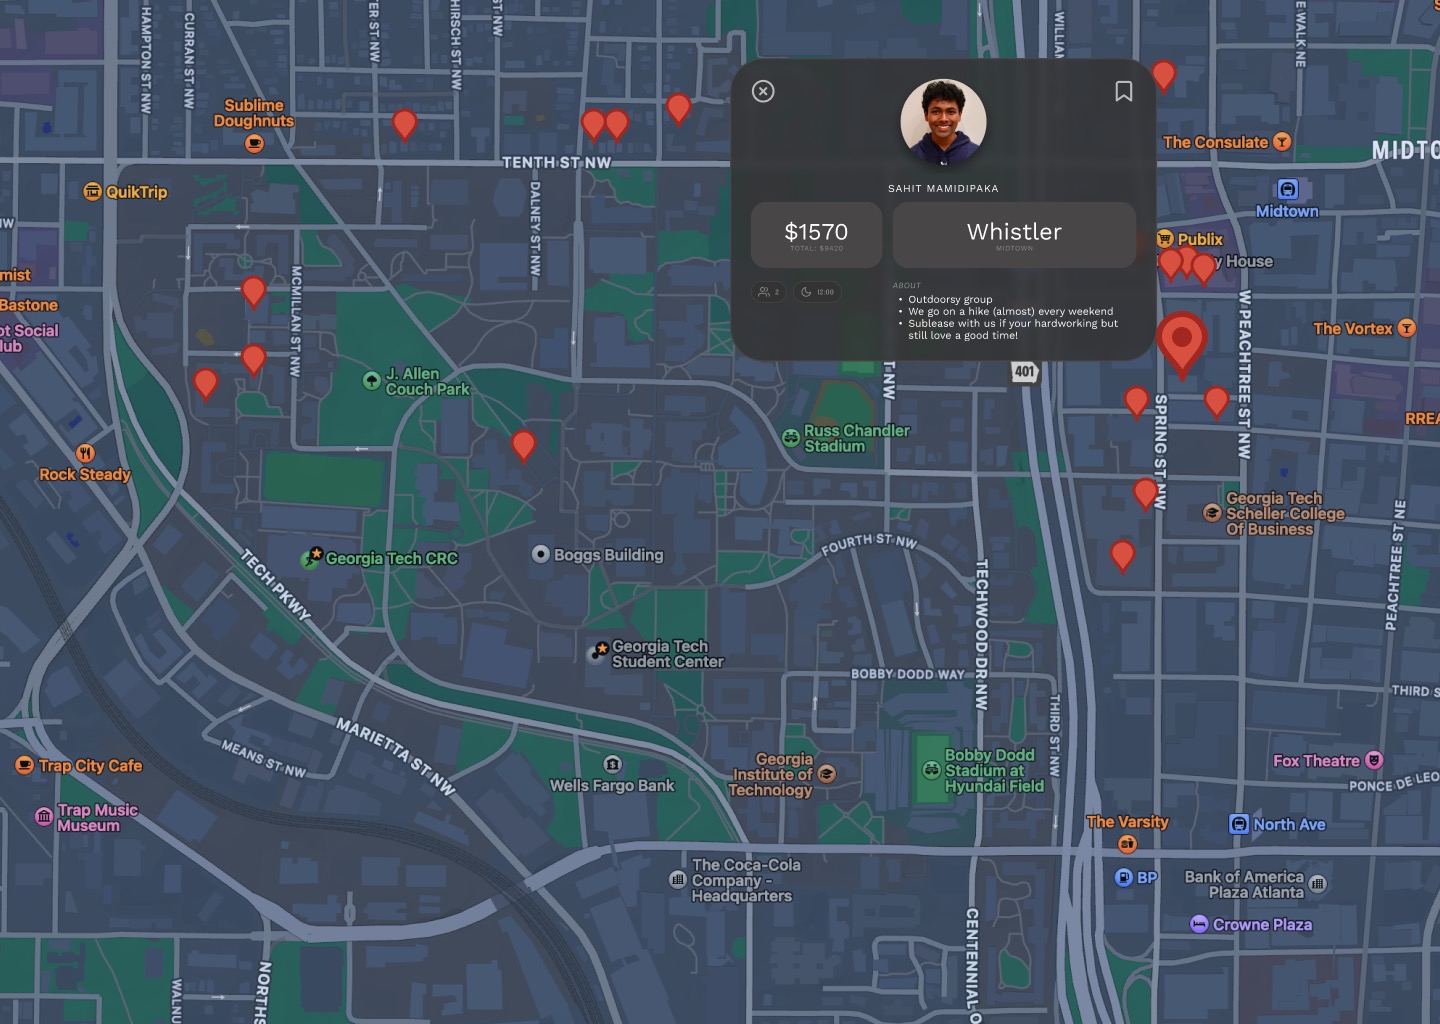 HAMPTON ST NW
CURRAN ST NW
ER ST NW
HIRSCH ST NW
ST NW
WILLIAM
E WALK NE
Sublime
Doughnuts
TENTH ST NW
QuikTrip
DALNEY ST NW
SAHIT MAMIDIPAKA
$1570
TOTAL: $9420
Whistler
MIDTOWN
2
12:00
ABOUT
• Outdoorsy group
• We go on a hike (almost) every weekend
• Sublease with us if your hardworking but
still love a good time!
The Consulate
MIDTO
Midtown
Publix
y House
NW
mist
Bastone
ot Social
lub
MCMILLAN ST NW
J. Allen
Couch Park
T NW
401
W PEACHTREE ST NW
The Vortex
SPRING ST NW
RREA
Russ Chandler
Stadium
Rock Steady
Georgia Tech
Scheller College
Of Business
PEACHTREE ST NE
TECH PKWY
Georgia Tech CRC
Boggs Building
FOURTH ST NW
TECHWOOD DR NW
Georgia Tech
Student Center
BOBBY DODD WAY
THIRD S
THIRD ST NW
MARIETTA ST NW
MEANS ST NW
Trap City Cafe
Trap Music
Museum
Wells Fargo Bank
Georgia
Institute of
Technology
Bobby Dodd
Stadium at
Hyundai Field
Fox Theatre
PONCE DE LEO
The Varsity
North Ave
BP
The Coca-Cola
Company -
Headquarters
Bank of America
Plaza Atlanta
Crowne Plaza
CENTENNIAL O
NORTHS
WALNU